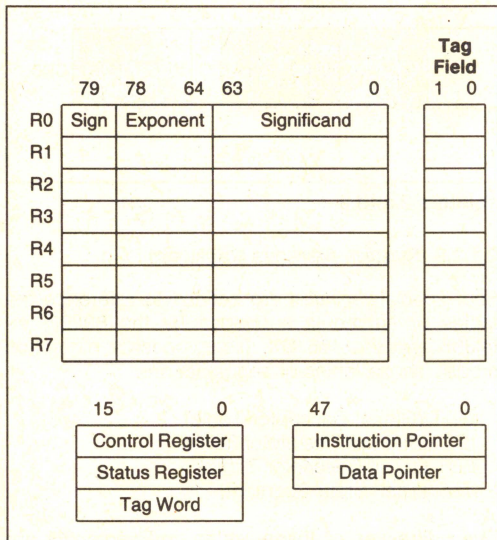 Tag
Field
79 78 64 63 0 1 0
R0 Sign Exponent Significand
R1
R2
R3
R4
R5
R6
R7
15 0 47 0
Control Register Instruction Pointer
Status Register Data Pointer
Tag Word